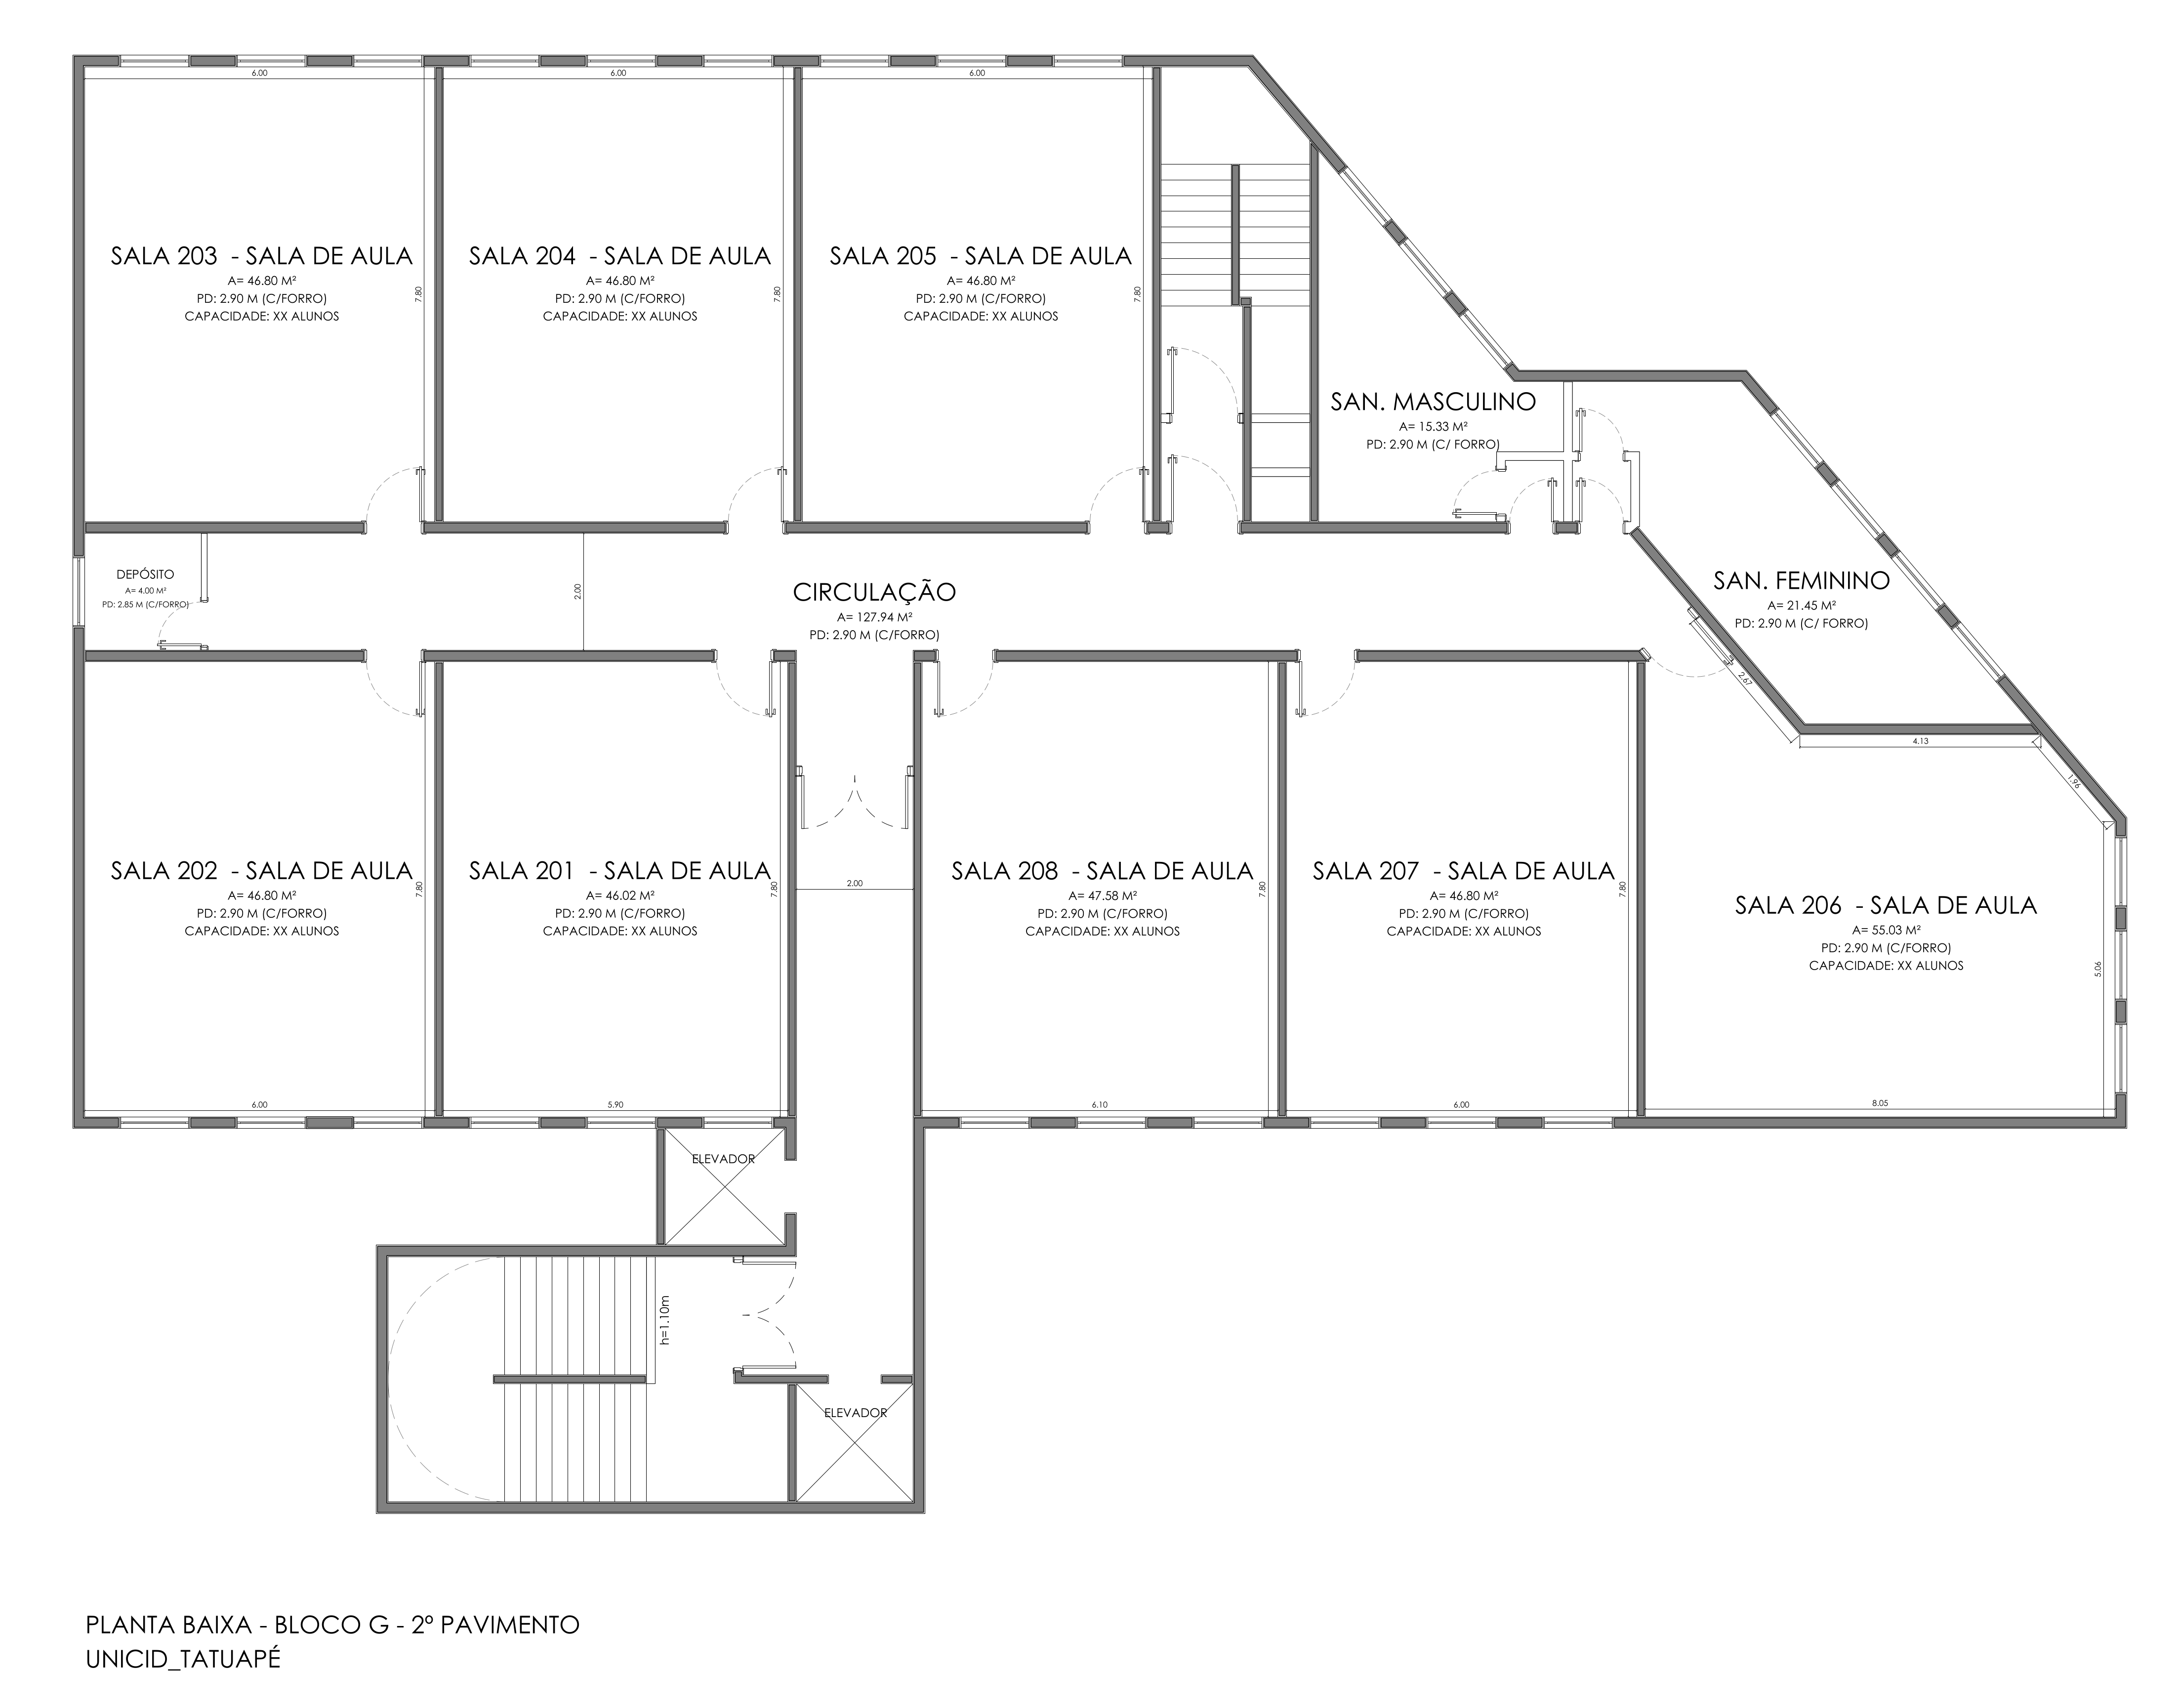 6.00
6.00
6.00
SALA 203 - SALA DE AULA
A= 46.80 M²
PD: 2.90 M (C/FORRO)
CAPACIDADE: XX ALUNOS
7.80
SALA 204 - SALA DE AULA
A= 46.80 M²
PD: 2.90 M (C/FORRO)
CAPACIDADE: XX ALUNOS
7.80
SALA 205 - SALA DE AULA
A= 46.80 M²
PD: 2.90 M (C/FORRO)
CAPACIDADE: XX ALUNOS
7.80
SAN. MASCULINO
A= 15.33 M²
PD: 2.90 M (C/ FORRO)
DEPÓSITO
A= 4.00 M²
PD: 2.85 M (C/FORRO)
2.00
CIRCULAÇÃO
A= 127.94 M²
PD: 2.90 M (C/FORRO)
SAN. FEMININO
A= 21.45 M²
PD: 2.90 M (C/ FORRO)
2.67
4.13
1.96
SALA 202 - SALA DE AULA
A= 46.80 M²
PD: 2.90 M (C/FORRO)
CAPACIDADE: XX ALUNOS
7.80
SALA 201 - SALA DE AULA
A= 46.02 M²
PD: 2.90 M (C/FORRO)
CAPACIDADE: XX ALUNOS
7.80
2.00
SALA 208 - SALA DE AULA
A= 47.58 M²
PD: 2.90 M (C/FORRO)
CAPACIDADE: XX ALUNOS
7.80
SALA 207 - SALA DE AULA
A= 46.80 M²
PD: 2.90 M (C/FORRO)
CAPACIDADE: XX ALUNOS
7.80
SALA 206 - SALA DE AULA
A= 55.03 M²
PD: 2.90 M (C/FORRO)
CAPACIDADE: XX ALUNOS
5.06
6.00
5.90
6.10
6.00
8.05
ELEVADOR
h=1.10m
ELEVADOR
PLANTA BAIXA - BLOCO G - 2º PAVIMENTO
UNICID_TATUAPÉ